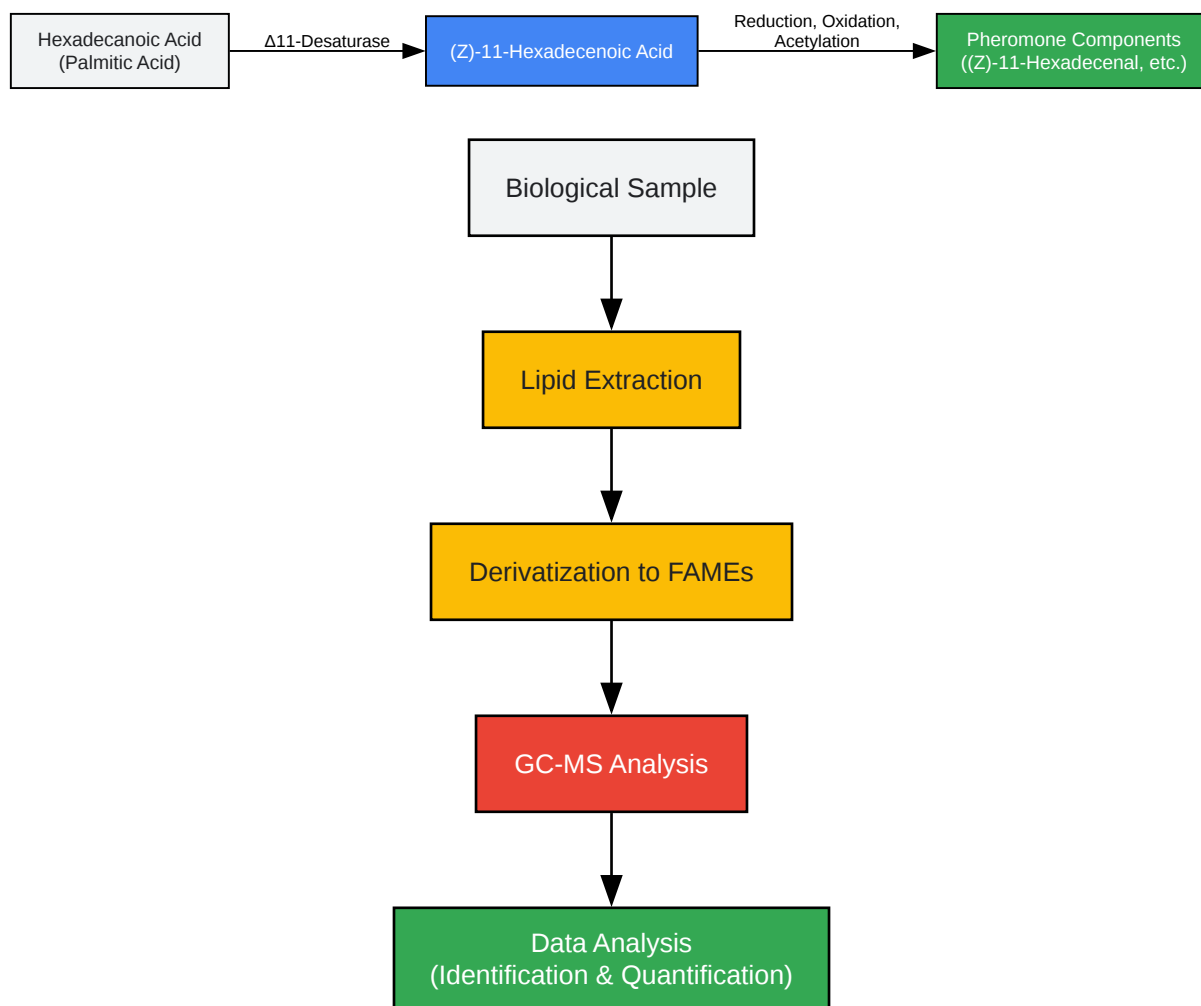 Hexadecanoic Acid
(Palmitic Acid)
Δ11-Desaturase
(Z)-11-Hexadecenoic Acid
Reduction, Oxidation,
Acetylation
Pheromone Components
((Z)-11-Hexadecenal, etc.)
Biological Sample
Lipid Extraction
Derivatization to FAMEs
GC-MS Analysis
Data Analysis
(Identification & Quantification)